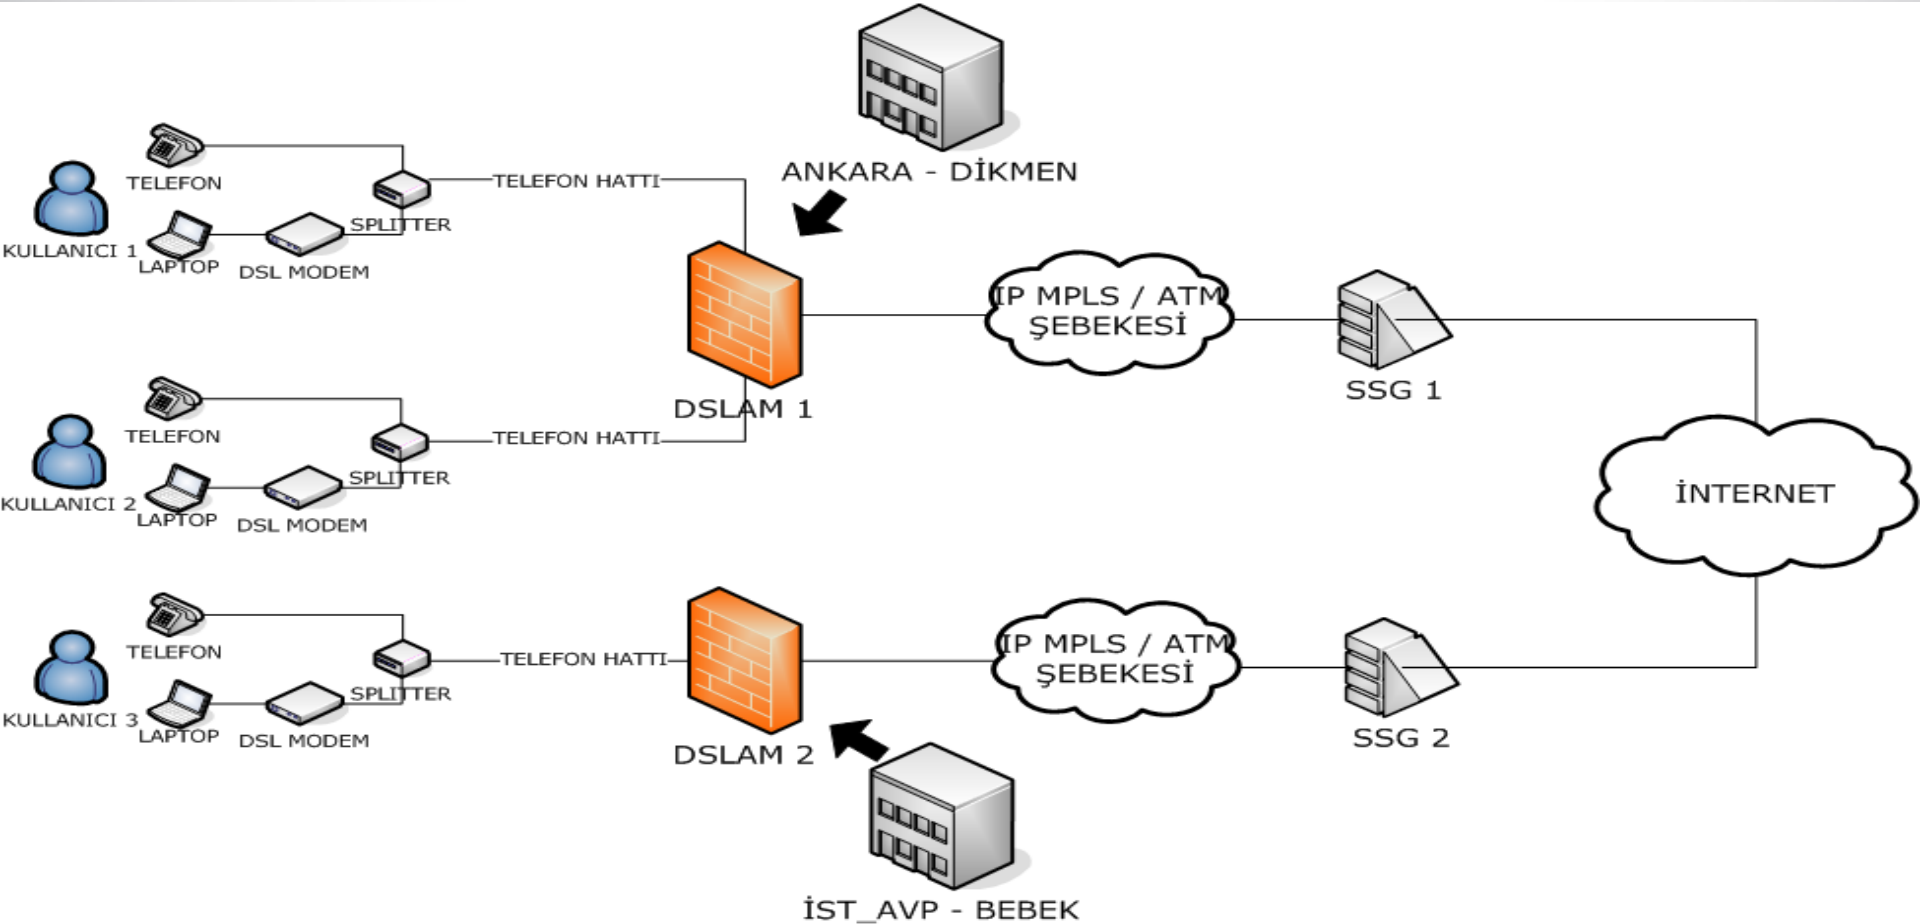 ANKARA - DİKMEN
TELEFON
KULLANICI 1
LAPTOP
DSL MODEM
SPLITTER
TELEFON HATTI
DSLAM 1
IP MPLS / ATM
ŞEBEKESİ
SSG 1
TELEFON
KULLANICI 2
LAPTOP
DSL MODEM
SPLITTER
TELEFON HATTI
İNTERNET
TELEFON
KULLANICI 3
LAPTOP
DSL MODEM
SPLITTER
TELEFON HATTI
DSLAM 2
IP MPLS / ATM
ŞEBEKESİ
SSG 2
İST_AVP - BEBEK